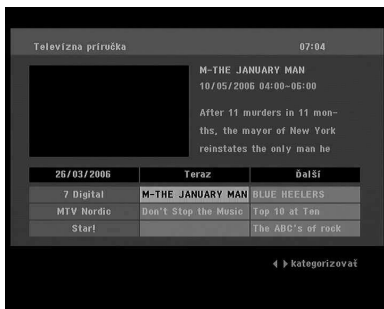 Televízna príručka 07:04
M-THE JANUARY MAN
10/05/2006 04:00-06:00
After 11 murders in 11 mon-
ths, the mayor of New York
reinstates the only man he
26/03/2006 Teraz Ďalší
7 Digital M-THE JANUARY MAN BLUE HEELERS
MTV Nordic Don't Stop the Music Top 10 at Ten
Star! The ABC's of rock
kategorizovať